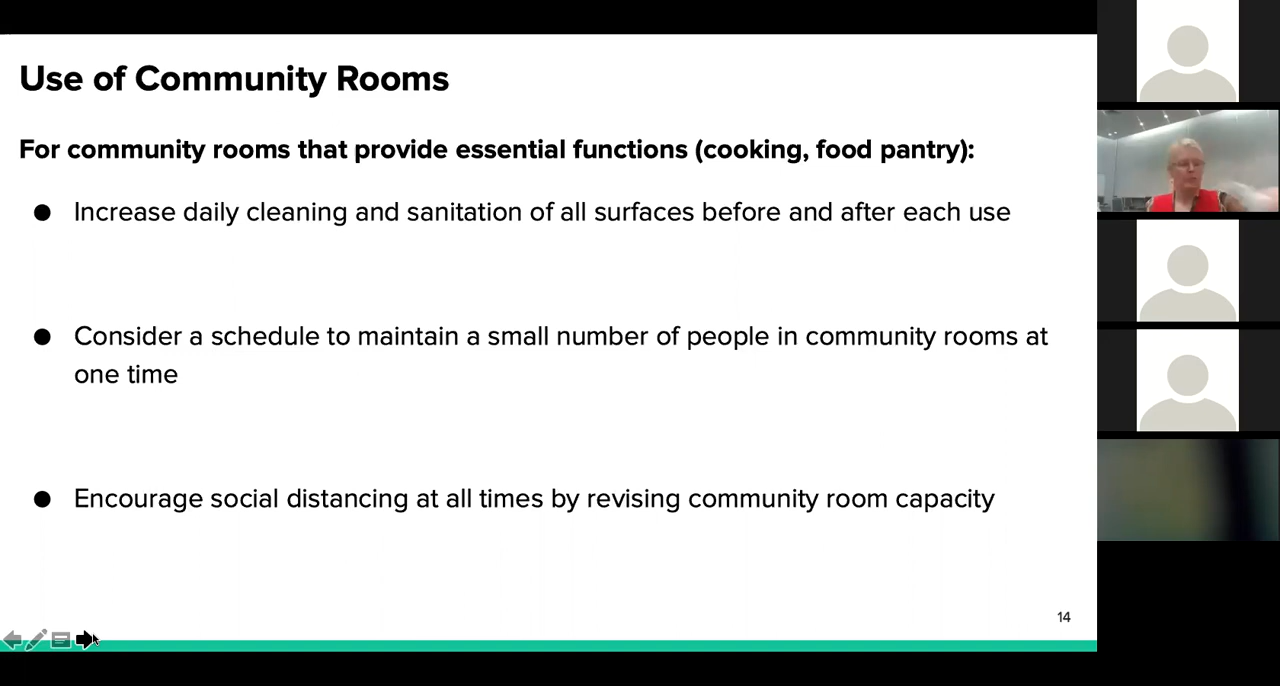 Use of Community Rooms
For community rooms that provide essential functions (cooking, food pantry):
● Increase daily cleaning and sanitation of all surfaces before and after each use
● Consider a schedule to maintain a small number of people in community rooms at
one time
● Encourage social distancing at all times by revising community room capacity
14